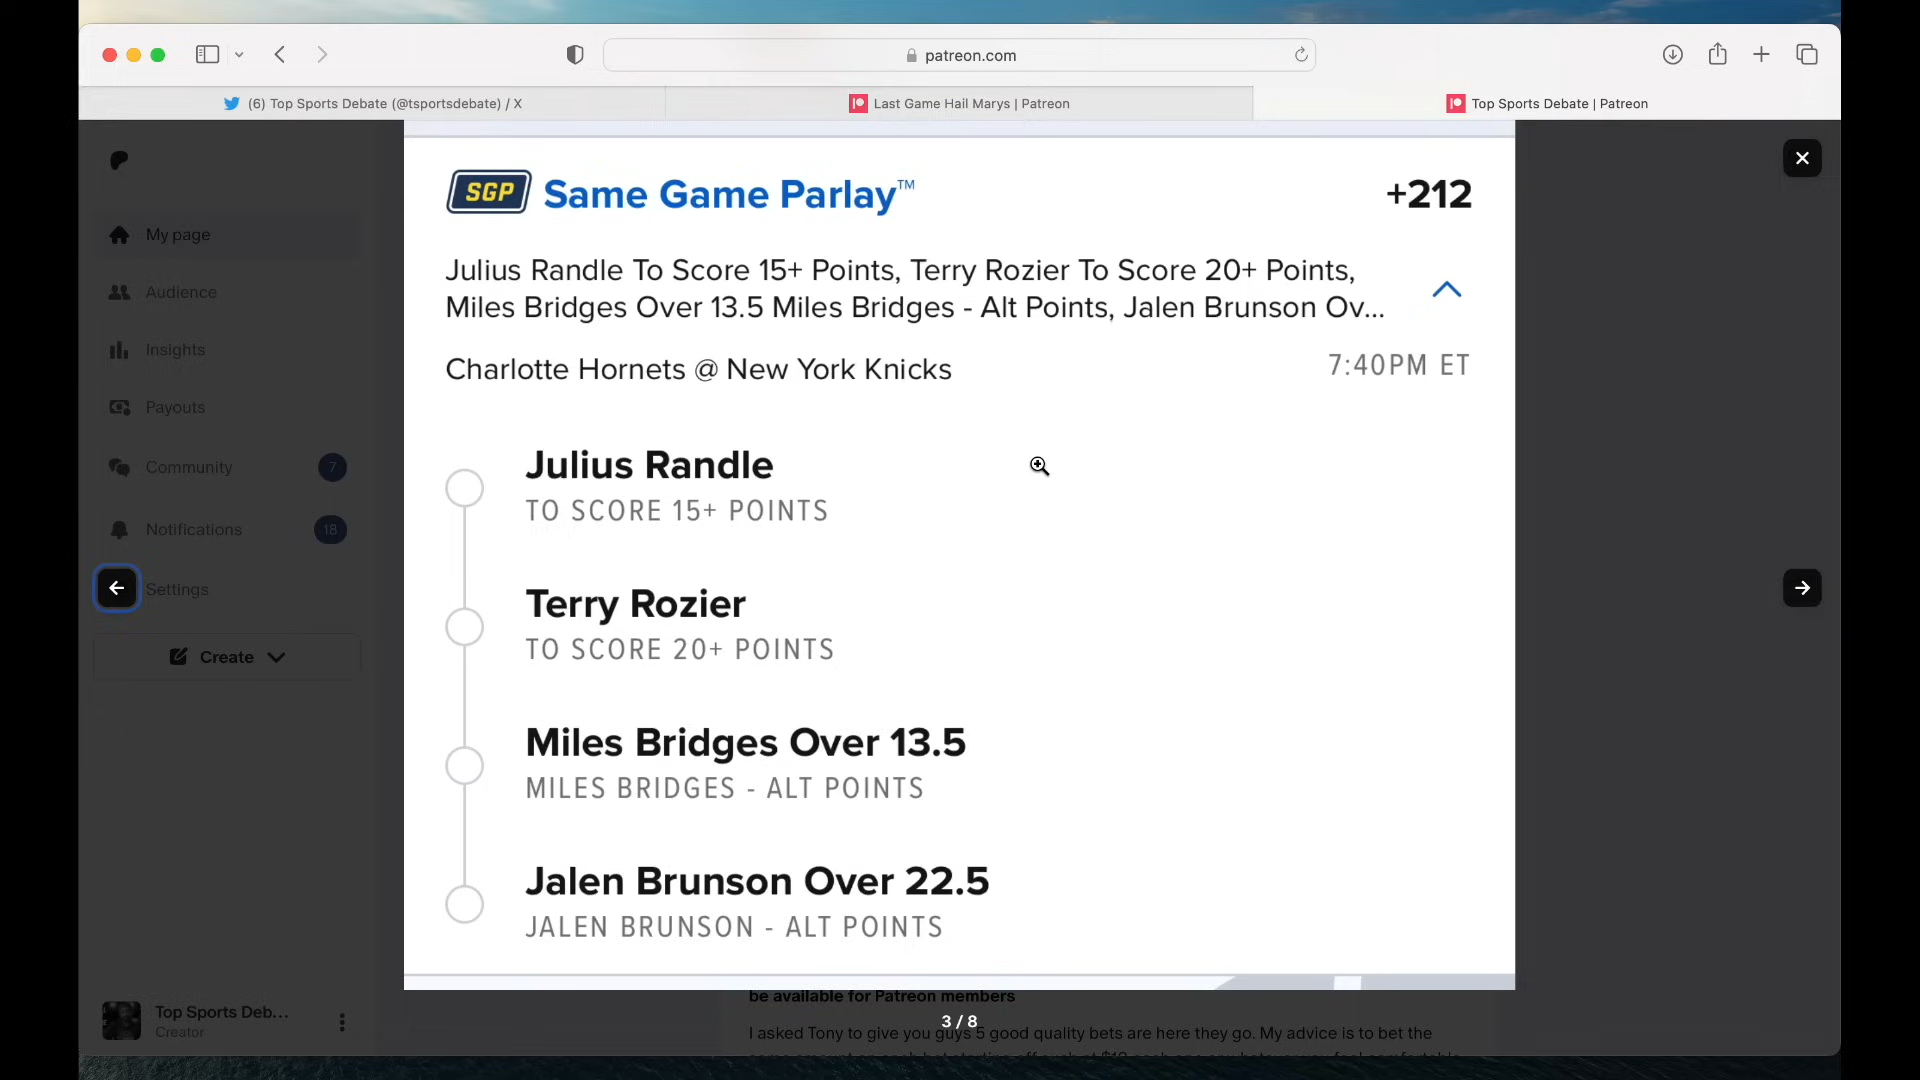 patreon.com
(6) Top Sports Debate (@tsportsdebate) / X
Last Game Hail Marys | Patreon
Top Sports Debate | Patreon
My page
Audience
Insights
Payouts
Community 7
Notifications 18
Settings
Create
Top Sports Deb...
Creator
SGP Same Game Parlay™ +212
Julius Randle To Score 15+ Points, Terry Rozier To Score 20+ Points,
Miles Bridges Over 13.5 Miles Bridges - Alt Points, Jalen Brunson Ov...
Charlotte Hornets @ New York Knicks 7:40PM ET
Julius Randle
TO SCORE 15+ POINTS
Terry Rozier
TO SCORE 20+ POINTS
Miles Bridges Over 13.5
MILES BRIDGES - ALT POINTS
Jalen Brunson Over 22.5
JALEN BRUNSON - ALT POINTS
be available for Patreon members
3 / 8
I asked Tony to give you guys 5 good quality bets are here they go. My advice is to bet the